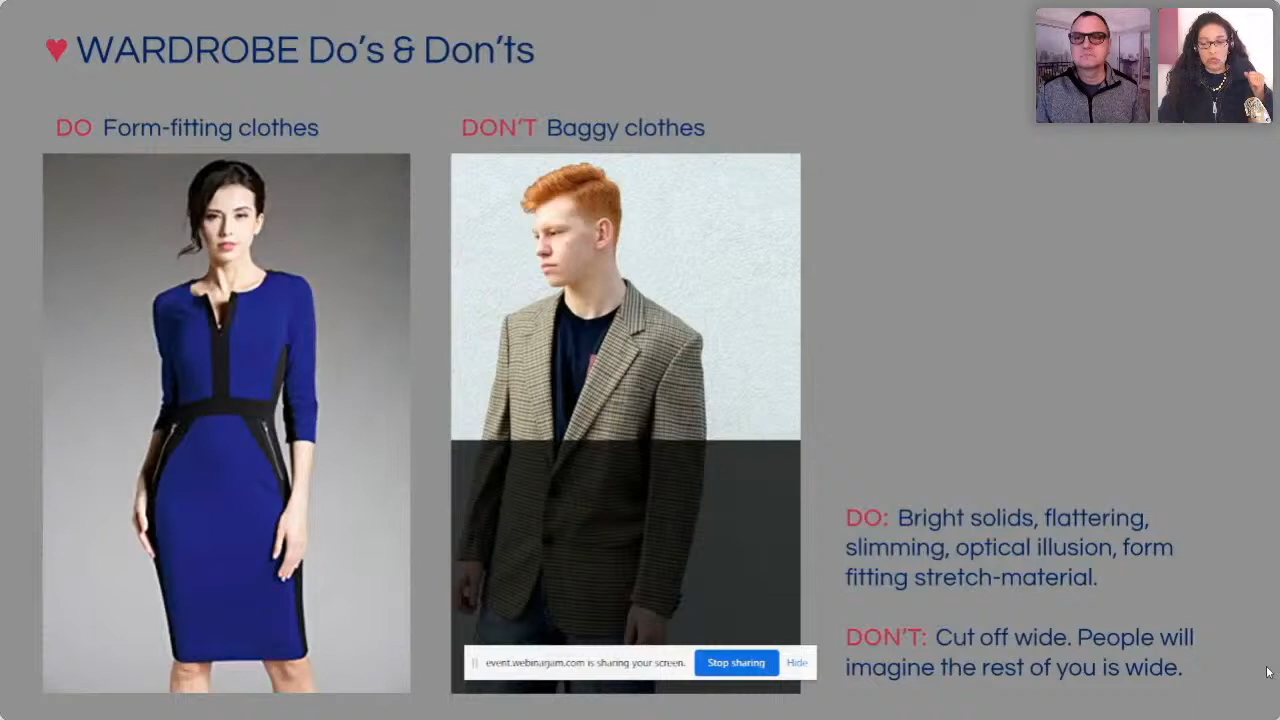 ♥ WARDROBE Do's & Don'ts
DO Form-fitting clothes
DON'T Baggy clothes
DO: Bright solids, flattering,
slimming, optical illusion, form
fitting stretch-material.
DON'T: Cut off wide. People will
imagine the rest of you is wide.
event.webinarjam.com is sharing your screen. Stop sharing Hide